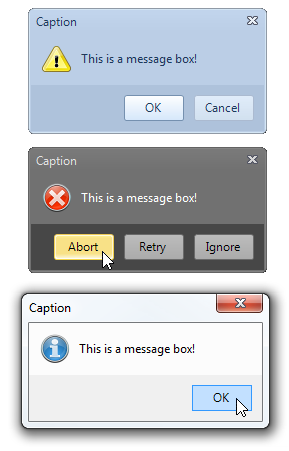 Caption
This is a message box!
OK Cancel
Caption
This is a message box!
Abort Retry Ignore
Caption
This is a message box!
OK